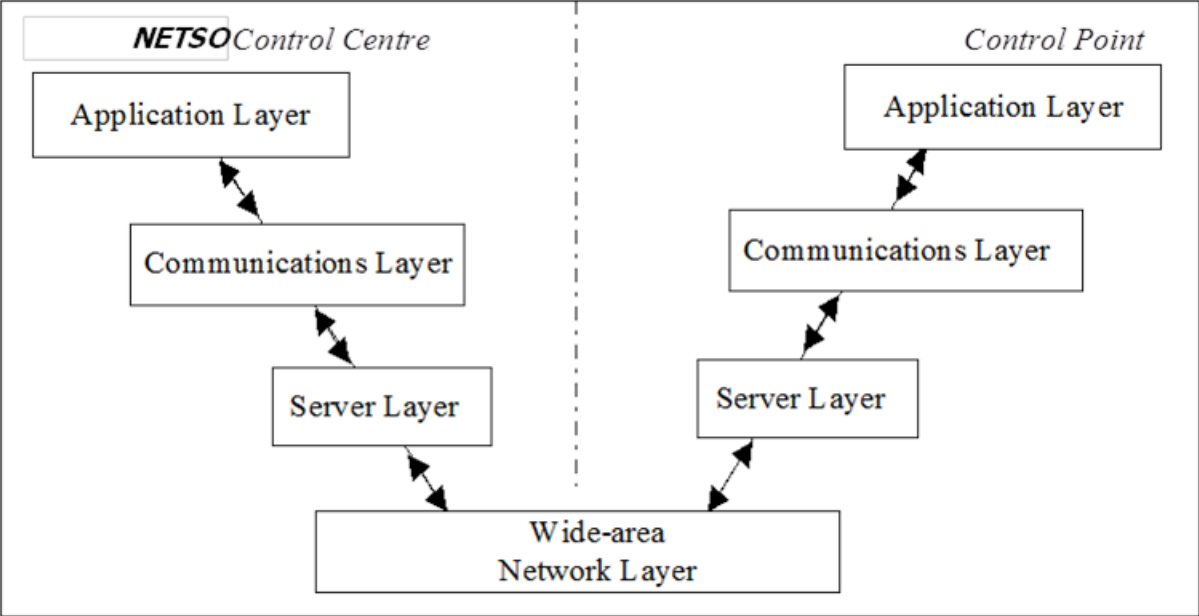 NETSO Control Centre
Control Point
Application Layer
Application Layer
Communications Layer
Communications Layer
Server Layer
Server Layer
Wide-area
Network Layer